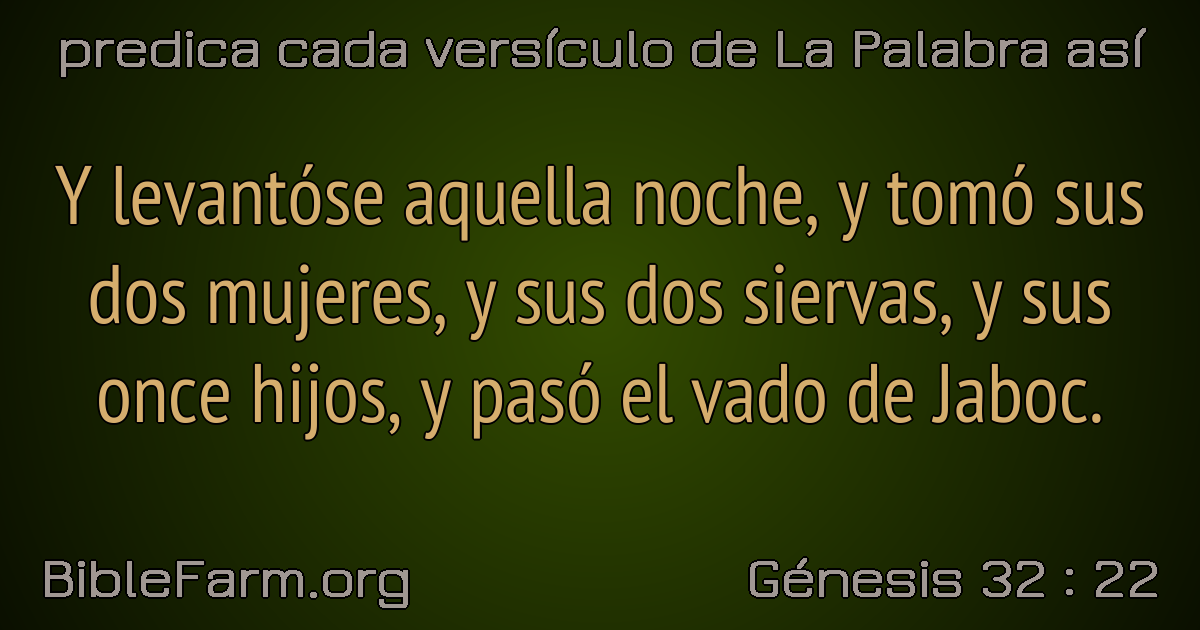 predica cada versículo de La Palabra así
Y levantóse aquella noche, y tomó sus
dos mujeres, y sus dos siervas, y sus
once hijos, y pasó el vado de Jaboc.
BibleFarm.org
Génesis 32 : 22